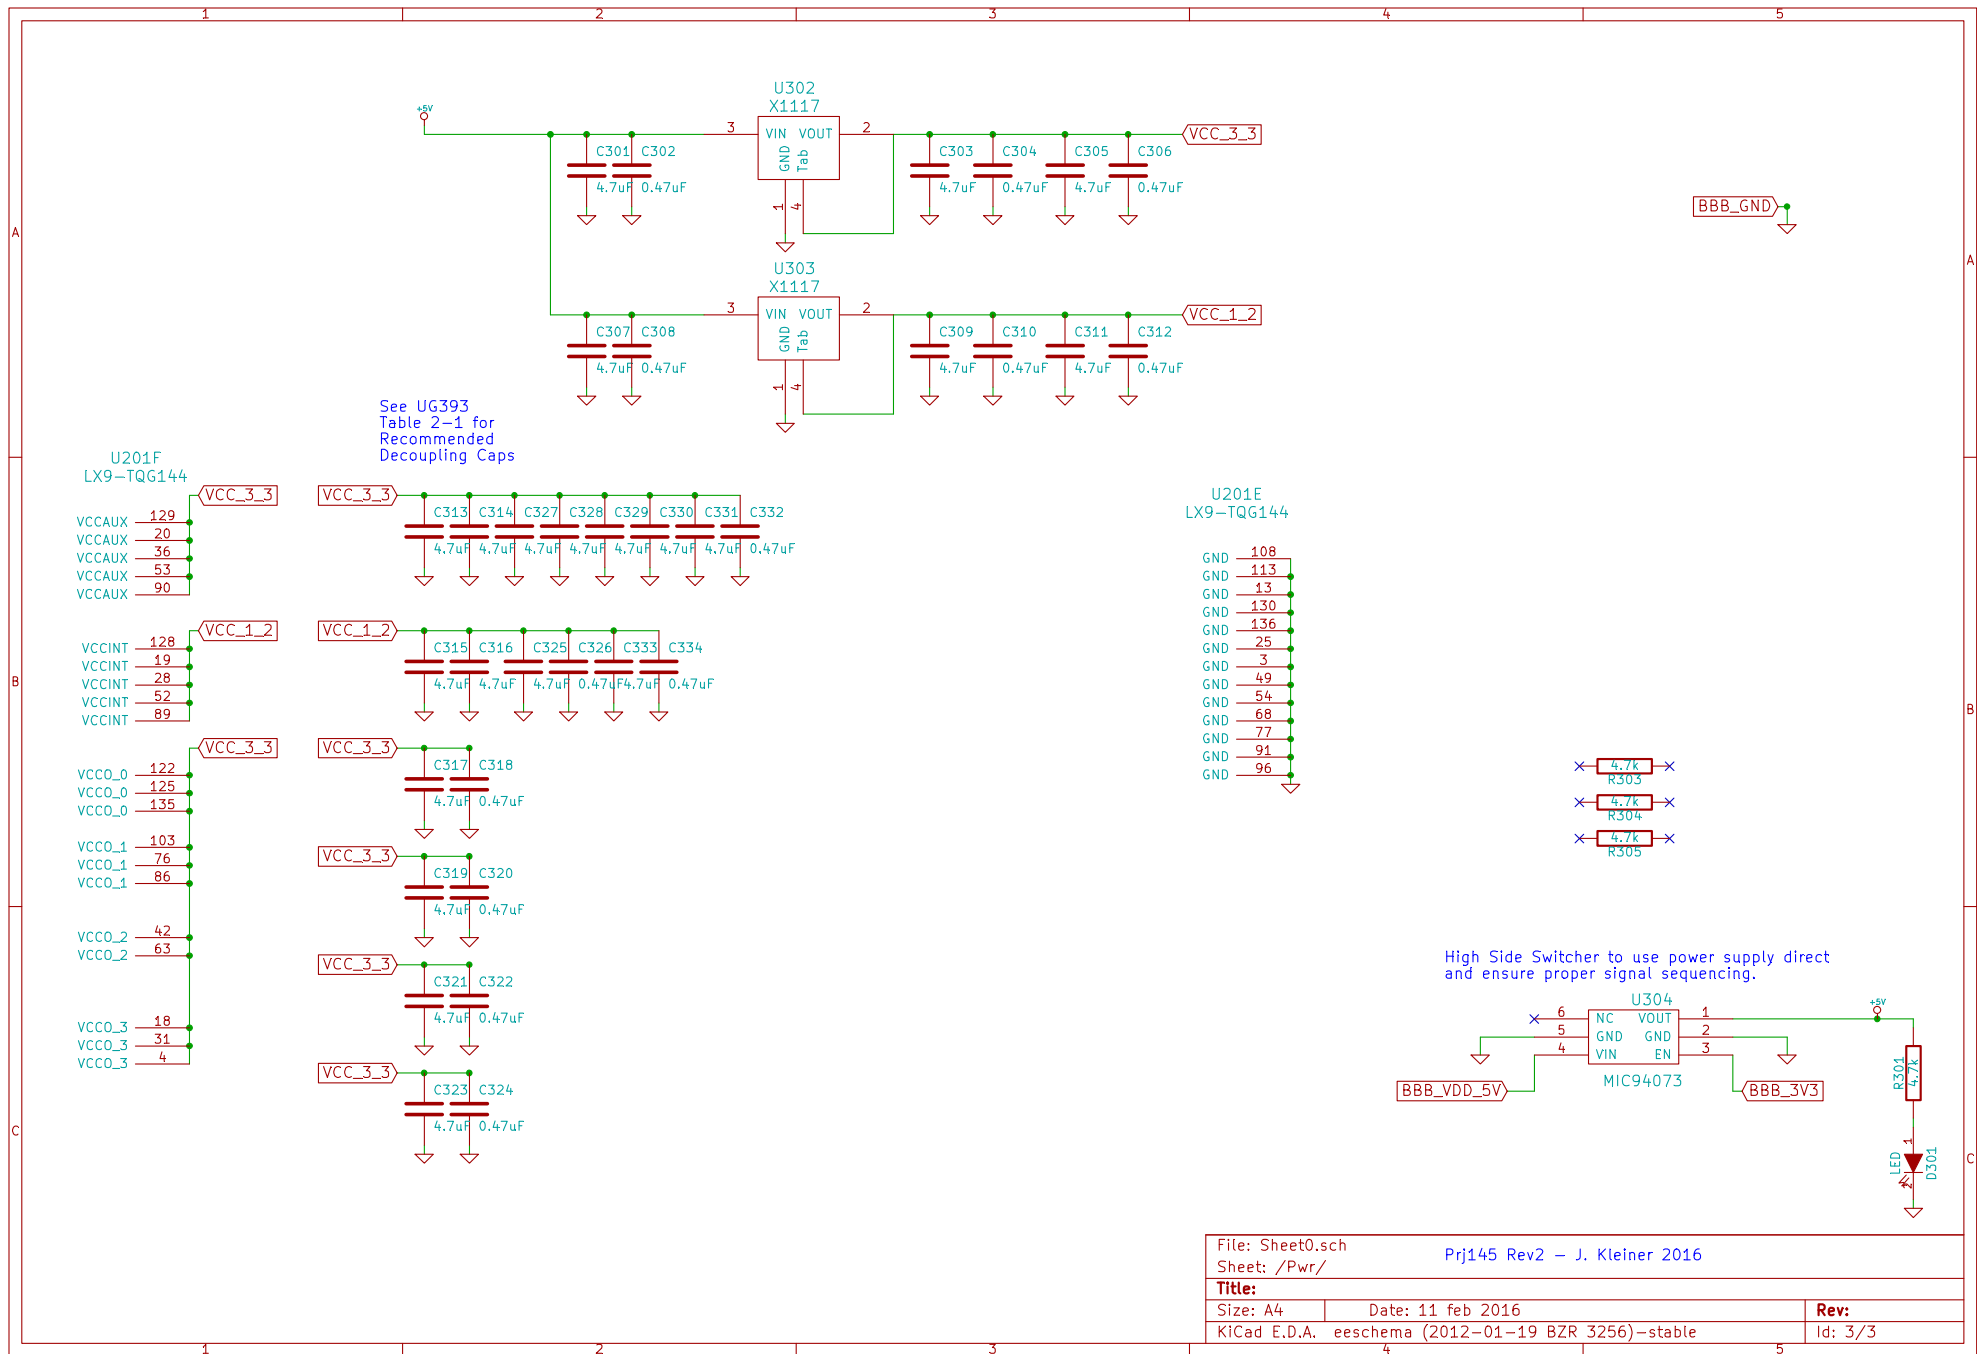 1 2 3 4 5
A
B
C
A
B
C
+5V
U302
X1117
3 VIN VOUT 2
GND Tab
1 4
C301 C302
4.7uF 0.47uF
C303 C304 C305 C306
4.7uF 0.47uF 4.7uF 0.47uF
VCC_3_3
BBB_GND
U303
X1117
3 VIN VOUT 2
GND Tab
1 4
C307 C308
4.7uF 0.47uF
C309 C310 C311 C312
4.7uF 0.47uF 4.7uF 0.47uF
VCC_1_2
See UG393
Table 2-1 for
Recommended
Decoupling Caps
U201F
LX9-TQG144
VCC_3_3
VCCAUX 129
VCCAUX 20
VCCAUX 36
VCCAUX 53
VCCAUX 90
VCC_1_2
VCCINT 128
VCCINT 19
VCCINT 28
VCCINT 52
VCCINT 89
VCC_3_3
VCCO_0 122
VCCO_0 125
VCCO_0 135
VCCO_1 103
VCCO_1 76
VCCO_1 86
VCCO_2 42
VCCO_2 63
VCCO_3 18
VCCO_3 31
VCCO_3 4
VCC_3_3
C313 C314 C327 C328 C329 C330 C331 C332
4.7uF 4.7uF 4.7uF 4.7uF 4.7uF 4.7uF 4.7uF 0.47uF
VCC_1_2
C315 C316 C325 C326 C333 C334
4.7uF 4.7uF 4.7uF 0.47uF 4.7uF 0.47uF
VCC_3_3
C317 C318
4.7uF 0.47uF
VCC_3_3
C319 C320
4.7uF 0.47uF
VCC_3_3
C321 C322
4.7uF 0.47uF
VCC_3_3
C323 C324
4.7uF 0.47uF
U201E
LX9-TQG144
GND 108
GND 113
GND 13
GND 130
GND 136
GND 25
GND 3
GND 49
GND 54
GND 68
GND 77
GND 91
GND 96
4.7k
R303
4.7k
R304
4.7k
R305
High Side Switcher to use power supply direct
and ensure proper signal sequencing.
U304
6 NC VOUT 1
5 GND GND 2
4 VIN EN 3
MIC94073
BBB_VDD_5V
BBB_3V3
+5V
R301
4.7k
1
LED
D301
2
File: Sheet0.sch
Sheet: /Pwr/
Prj145 Rev2 - J. Kleiner 2016
Title:
Size: A4 Date: 11 feb 2016 Rev:
KiCad E.D.A. eeschema (2012-01-19 BZR 3256)-stable Id: 3/3
1 2 3 4 5